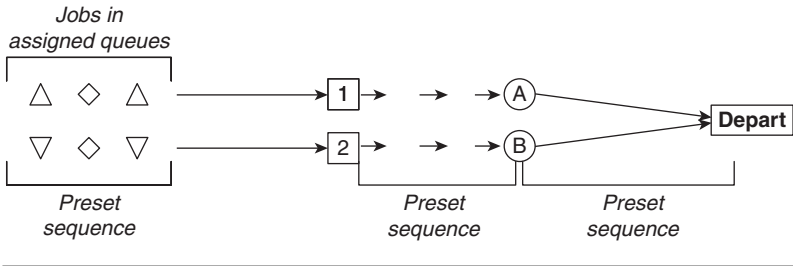 Jobs in
assigned queues
1
A
Depart
2
B
Preset
sequence
Preset
sequence
Preset
sequence